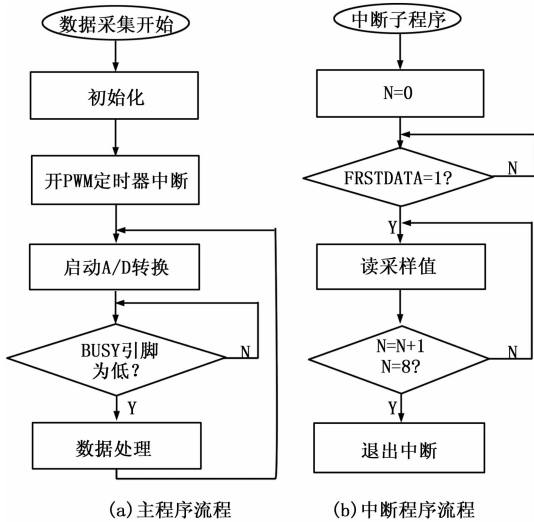 数据采集开始
初始化
开PWM定时器中断
启动A/D转换
BUSY引脚
为低?
N
Y
数据处理
(a)主程序流程
中断子程序
N=0
FRSTDATA=1?
N
Y
读采样值
N=N+1
N=8?
N
Y
退出中断
(b)中断程序流程